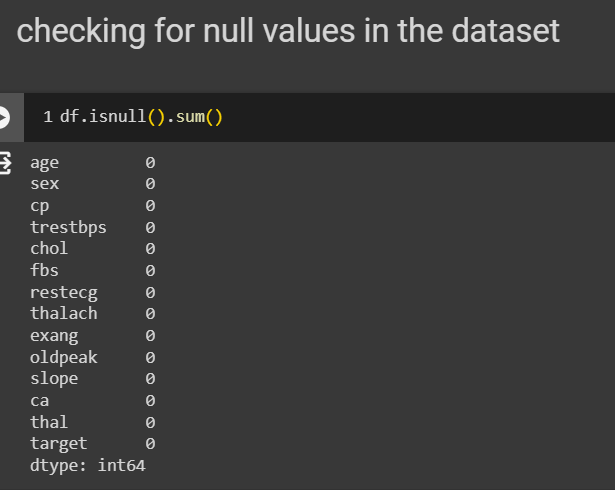 checking for null values in the dataset
1 df.isnull().sum()
age 0
sex 0
cp 0
trestbps 0
chol 0
fbs 0
restecg 0
thalach 0
exang 0
oldpeak 0
slope 0
ca 0
thal 0
target 0
dtype: int64